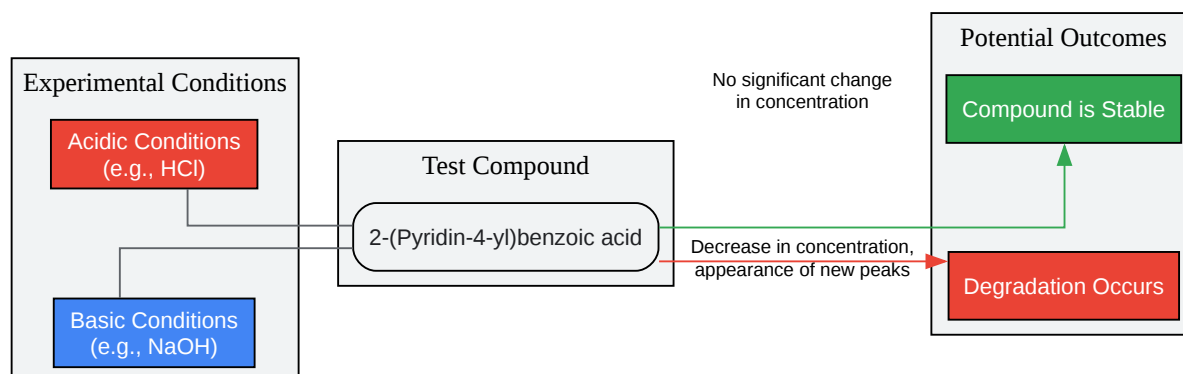 Experimental Conditions
Acidic Conditions
(e.g., HCl)
Basic Conditions
(e.g., NaOH)
Test Compound
2-(Pyridin-4-yl)benzoic acid
No significant change
in concentration
Decrease in concentration,
appearance of new peaks
Potential Outcomes
Compound is Stable
Degradation Occurs